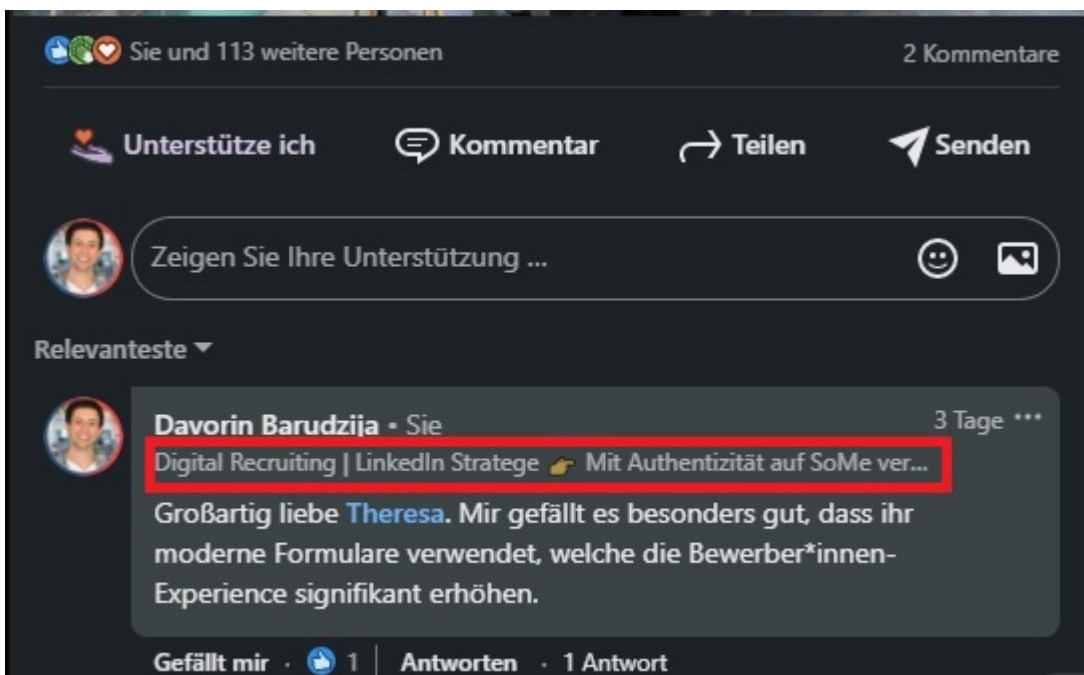 Sie und 113 weitere Personen
2 Kommentare
Unterstütze ich
Kommentar
Teilen
Senden
Zeigen Sie Ihre Unterstützung ...
Relevanteste
Davorin Barudzija • Sie
3 Tage
Digital Recruiting | LinkedIn Stratege 👉 Mit Authentizität auf SoMe ver...
Großartig liebe Theresa. Mir gefällt es besonders gut, dass ihr
moderne Formulare verwendet, welche die Bewerber*innen-
Experience signifikant erhöhen.
Gefällt mir · 1 | Antworten · 1 Antwort